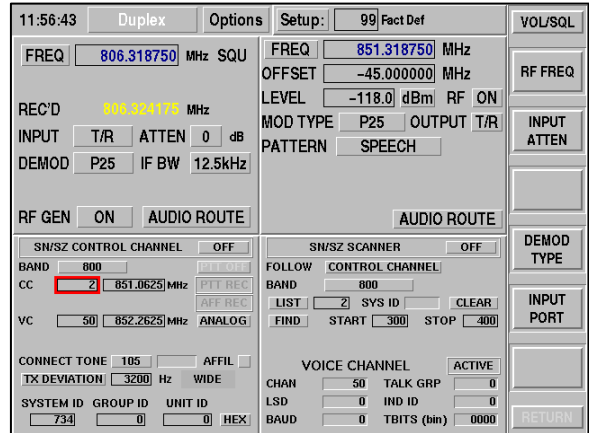 11:56:43 Duplex Options Setup: 99 Fact Def
FREQ 806.318750 MHz SQU
REC'D 806.324175 MHz
INPUT T/R ATTEN 0 dB
DEMOD P25 IF BW 12.5kHz
RF GEN ON AUDIO ROUTE
FREQ 851.318750 MHz
OFFSET -45.000000 MHz
LEVEL -118.0 dBm RF ON
MOD TYPE P25 OUTPUT T/R
PATTERN SPEECH
AUDIO ROUTE
SN/SZ CONTROL CHANNEL OFF
BAND 800 PTT OFF
CC 2 851.0625 MHz PTT REC
AFF REC
VC 50 852.2625 MHz ANALOG
CONNECT TONE 105 AFFIL
TX DEVIATION 3200 Hz WIDE
SYSTEM ID GROUP ID UNIT ID
734 0 0 HEX
SN/SZ SCANNER OFF
FOLLOW CONTROL CHANNEL
BAND 800
LIST 2 SYS ID CLEAR
FIND START 300 STOP 400
VOICE CHANNEL ACTIVE
CHAN 50 TALK GRP 0
LSD 0 IND ID 0
BAUD 0 TBITS (bin) 0000
VOL/SQL
RF FREQ
INPUT
ATTEN
DEMOD
TYPE
INPUT
PORT
RETURN